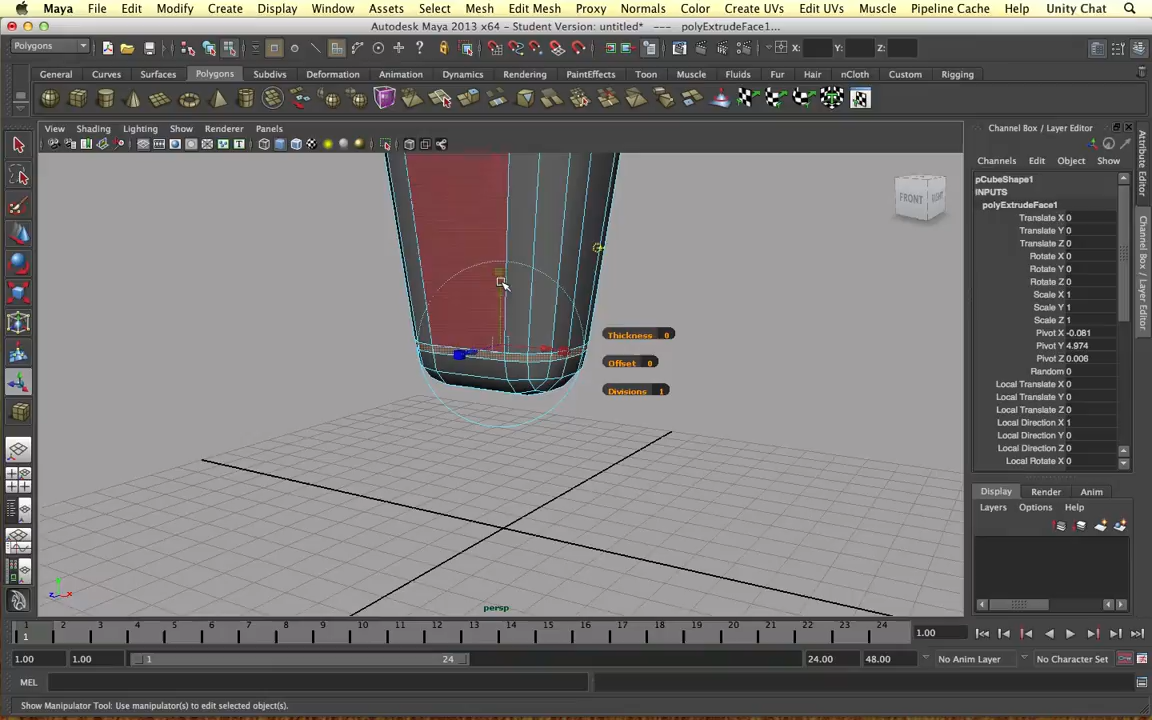 Maya File Edit Modify Create Display Window Assets Select Mesh Edit Mesh Proxy Normals Color Create UVs Edit UVs Muscle Pipeline Cache Help Unity Chat
Autodesk Maya 2013 x64 - Student Version: untitled* --- polyExtrudeFace1...
Polygons X: Y: Z:
General Curves Surfaces Polygons Subdivs Deformation Animation Dynamics Rendering PaintEffects Toon Muscle Fluids Fur Hair nCloth Custom Rigging
View Shading Lighting Show Renderer Panels
Channel Box / Layer Editor
Channels Edit Object Show
pCubeShape1
INPUTS
polyExtrudeFace1
Translate X 0
Translate Y 0
Translate Z 0
Rotate X 0
Rotate Y 0
Rotate Z 0
Scale X 1
Scale Y 1
Scale Z 1
Pivot X -0.081
Pivot Y 4.974
Pivot Z 0.006
Random 0
Local Translate X 0
Local Translate Y 0
Local Translate Z 0
Local Direction X 1
Local Direction Y 0
Local Direction Z 0
Local Rotate X 0
Attribute Editor
Channel Box / Layer Editor
FRONT RIGHT
Thickness 0
Offset 0
Divisions 1
Display Render Anim
Layers Options Help
persp
1 2 3 4 5 6 7 8 9 10 11 12 13 14 15 16 17 18 19 20 21 22 23 24
1 1.00
1.00 1.00 1 24 24.00 48.00 No Anim Layer No Character Set
MEL
Show Manipulator Tool: Use manipulator(s) to edit selected object(s).